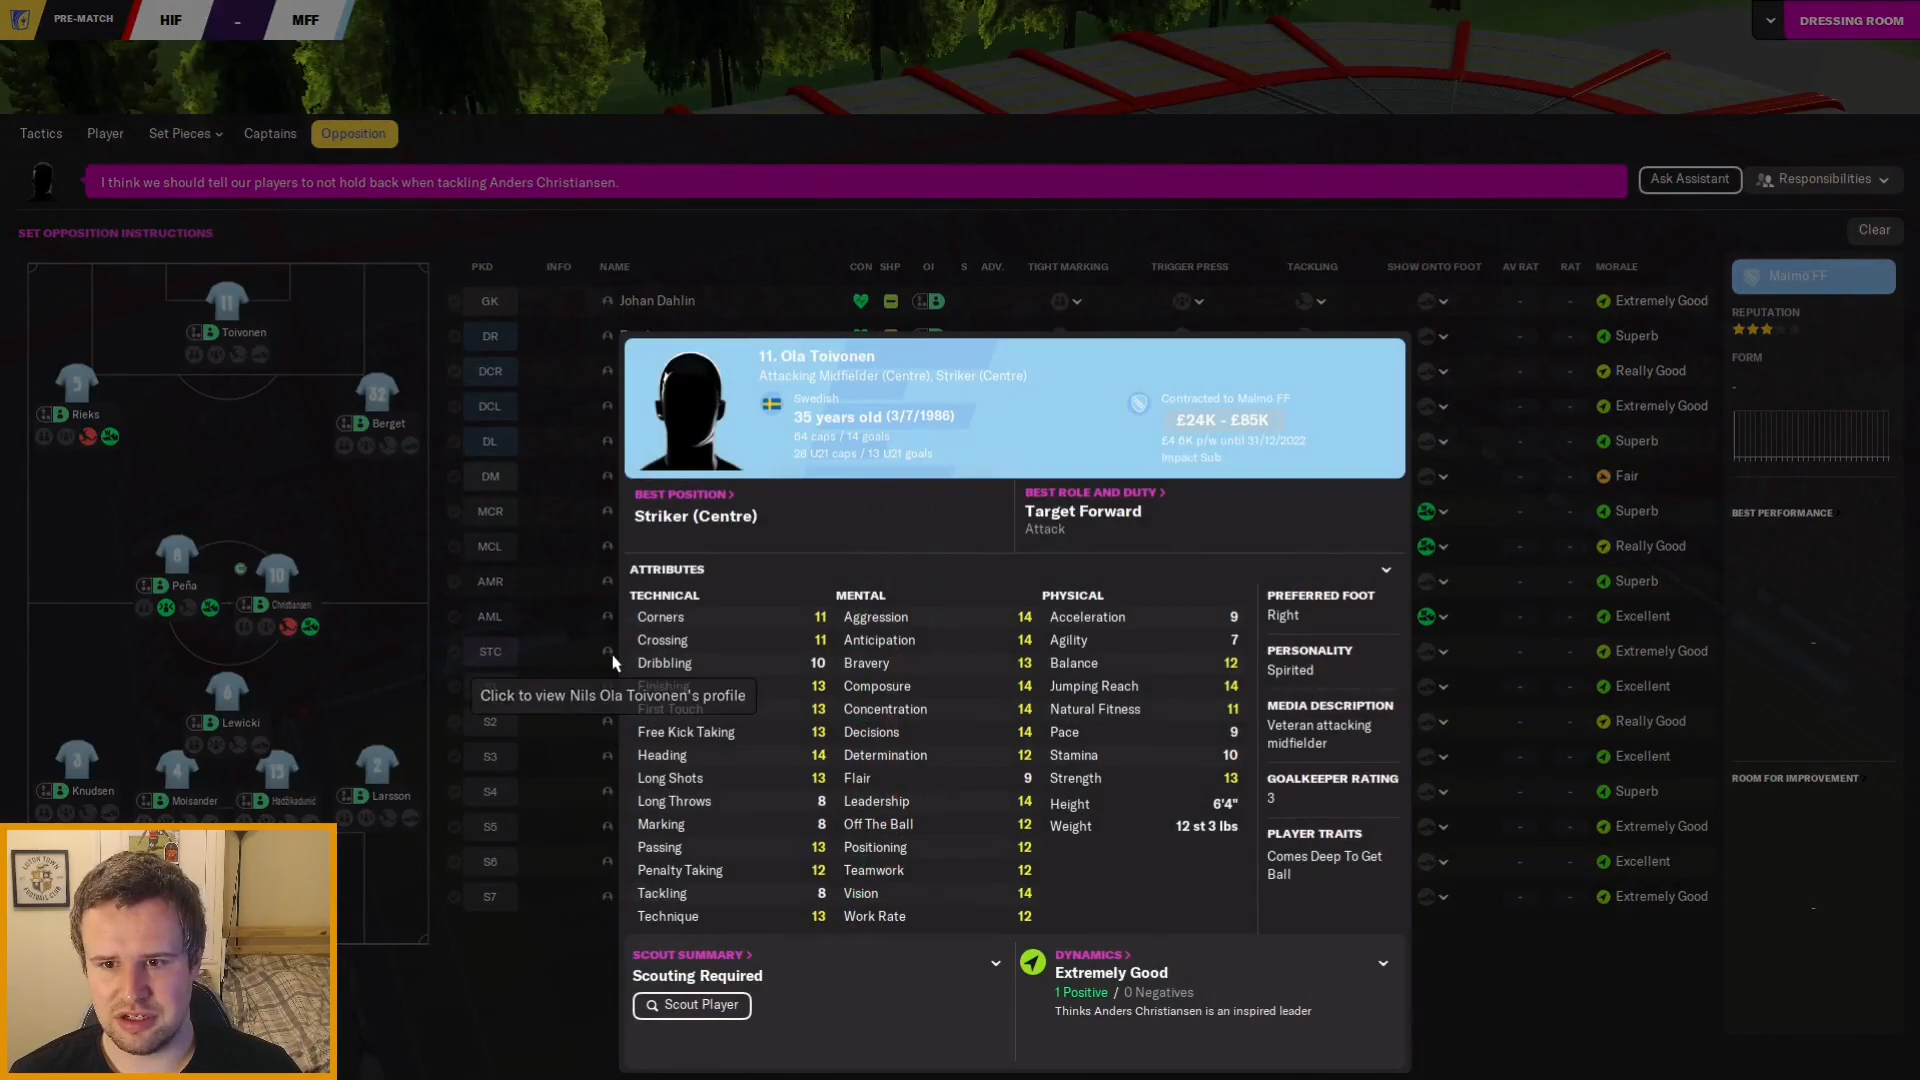 PRE-MATCH HIF - MFF DRESSING ROOM
Tactics Player Set Pieces Captains Opposition
I think we should tell our players to not hold back when tackling Anders Christiansen. Ask Assistant Responsibilities
SET OPPOSITION INSTRUCTIONS Clear
PKD INFO NAME CON SHP OI S ADV. TIGHT MARKING TRIGGER PRESS TACKLING SHOW ONTO FOOT AV RAT RAT MORALE
GK Johan Dahlin - - Extremely Good
DR - - Superb
DCR - - Really Good
DCL - - Extremely Good
DL - - Superb
DM - - Fair
MCR - - Superb
MCL - - Really Good
AMR - - Superb
AML - - Excellent
STC - - Extremely Good
- - Excellent
S2 - - Really Good
S3 - - Excellent
S4 - - Superb
S5 - - Extremely Good
S6 - - Excellent
S7 - - Extremely Good
11
Toivonen
5
Rieks
32
Berget
8
Peña
C
10
Christiansen
6
Lewicki
3
Knudsen
4
Moisander
Hadžikadunić
2
Larsson
Malmö FF
REPUTATION
FORM
-
BEST PERFORMANCE
-
ROOM FOR IMPROVEMENT
-
11. Ola Toivonen
Attacking Midfielder (Centre), Striker (Centre)
Swedish
35 years old (3/7/1986)
64 caps / 14 goals
28 U21 caps / 13 U21 goals
Contracted to Malmö FF
£24K - £85K
£4.6K p/w until 31/12/2022
Impact Sub
BEST POSITION >
Striker (Centre)
BEST ROLE AND DUTY >
Target Forward
Attack
ATTRIBUTES
TECHNICAL
Corners 11
Crossing 11
Dribbling 10
Finishing 13
First Touch 13
Free Kick Taking 13
Heading 14
Long Shots 13
Long Throws 8
Marking 8
Passing 13
Penalty Taking 12
Tackling 8
Technique 13
MENTAL
Aggression 14
Anticipation 14
Bravery 13
Composure 14
Concentration 14
Decisions 14
Determination 12
Flair 9
Leadership 14
Off The Ball 12
Positioning 12
Teamwork 12
Vision 14
Work Rate 12
PHYSICAL
Acceleration 9
Agility 7
Balance 12
Jumping Reach 14
Natural Fitness 11
Pace 9
Stamina 10
Strength 13
Height 6'4"
Weight 12 st 3 lbs
PREFERRED FOOT
Right
PERSONALITY
Spirited
MEDIA DESCRIPTION
Veteran attacking
midfielder
GOALKEEPER RATING
3
PLAYER TRAITS
Comes Deep To Get
Ball
Click to view Nils Ola Toivonen's profile
SCOUT SUMMARY >
Scouting Required
Scout Player
DYNAMICS >
Extremely Good
1 Positive / 0 Negatives
Thinks Anders Christiansen is an inspired leader
LUTON TOWN